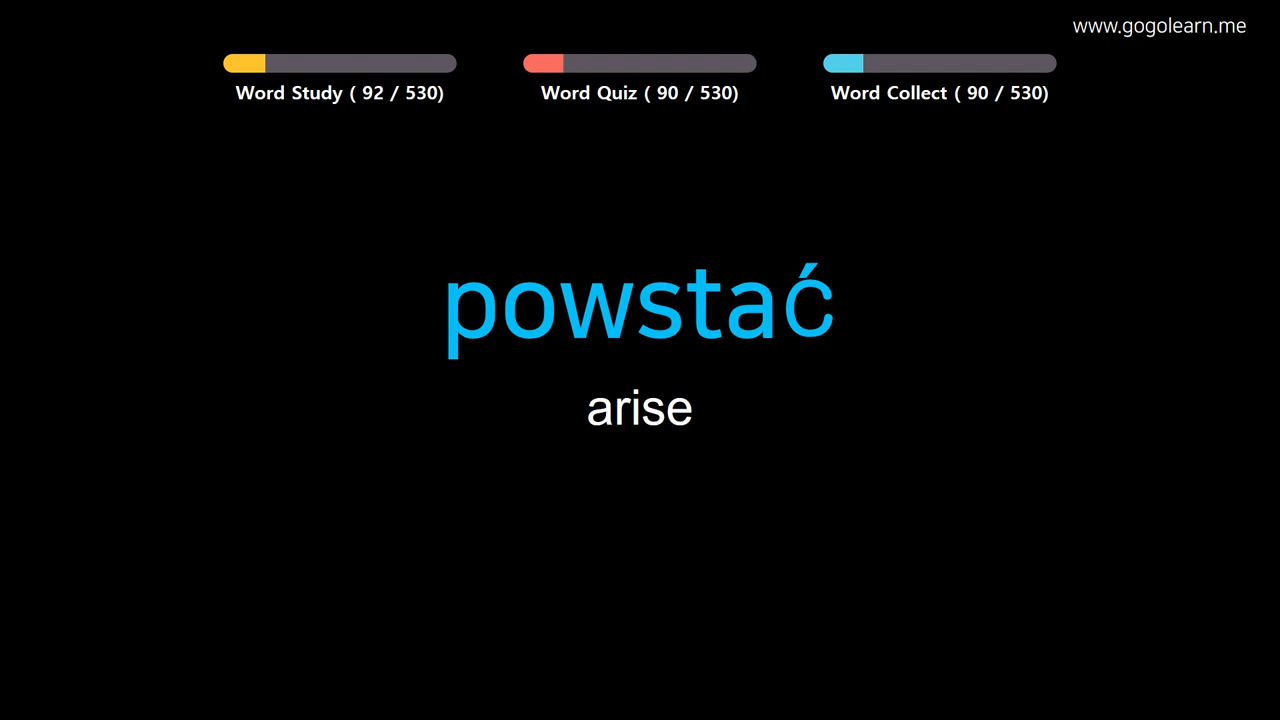 www.gogolearn.me
Word Study ( 92 / 530)
Word Quiz ( 90 / 530)
Word Collect ( 90 / 530)
powstać
arise